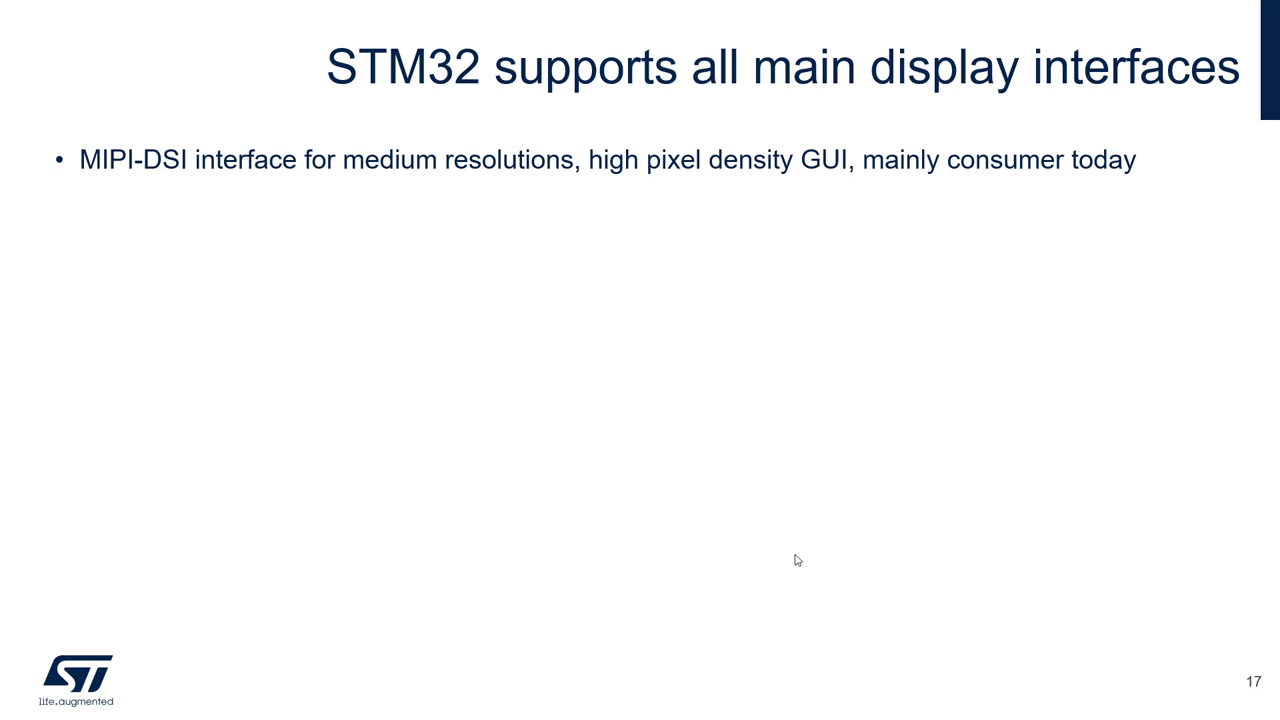 STM32 supports all main display interfaces
• MIPI-DSI interface for medium resolutions, high pixel density GUI, mainly consumer today
ST
life.augmented
17